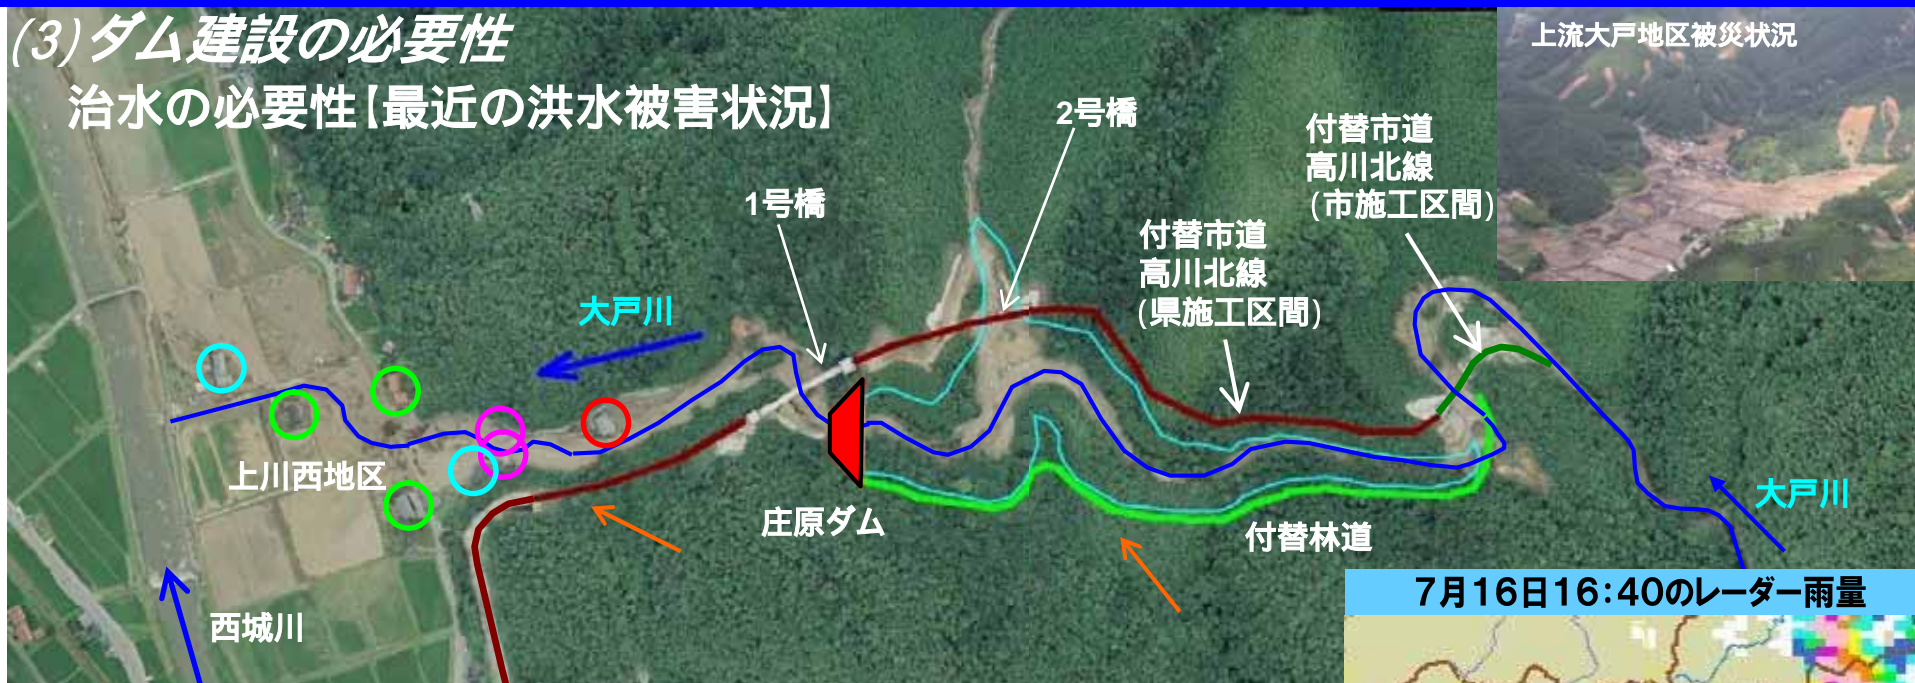 (3)ダム建設の必要性
治水の必要性【最近の洪水被害状況】
上流大戸地区被災状況
2号橋
付替市道
高川北線
(市施工区間)
1号橋
付替市道
高川北線
(県施工区間)
大戸川
上川西地区
庄原ダム
付替林道
大戸川
西城川
7月16日16:40のレーダー雨量